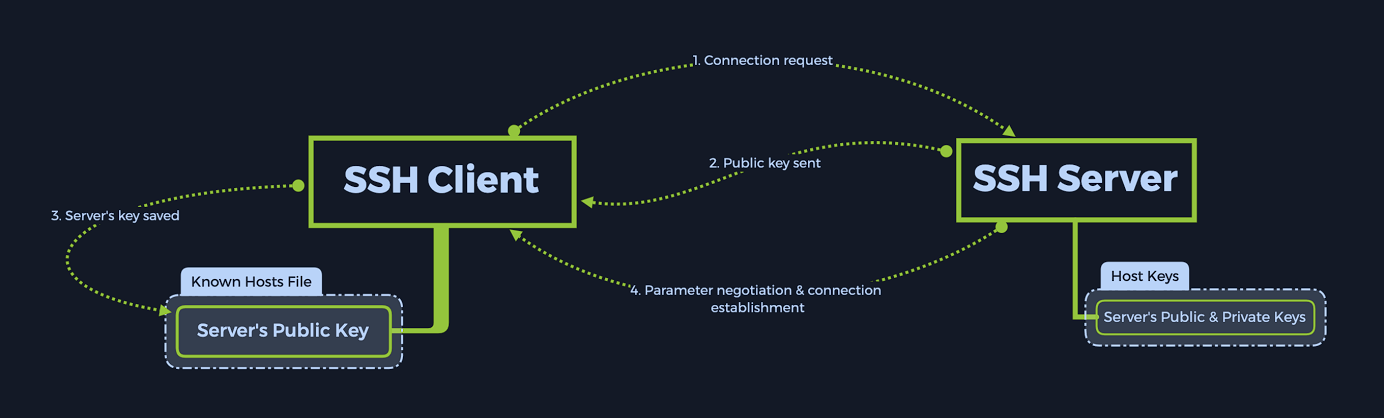 1. Connection request
SSH Client
2. Public key sent
SSH Server
3. Server's key saved
Known Hosts File
Server's Public Key
4. Parameter negotiation & connection
establishment
Host Keys
Server's Public & Private Keys